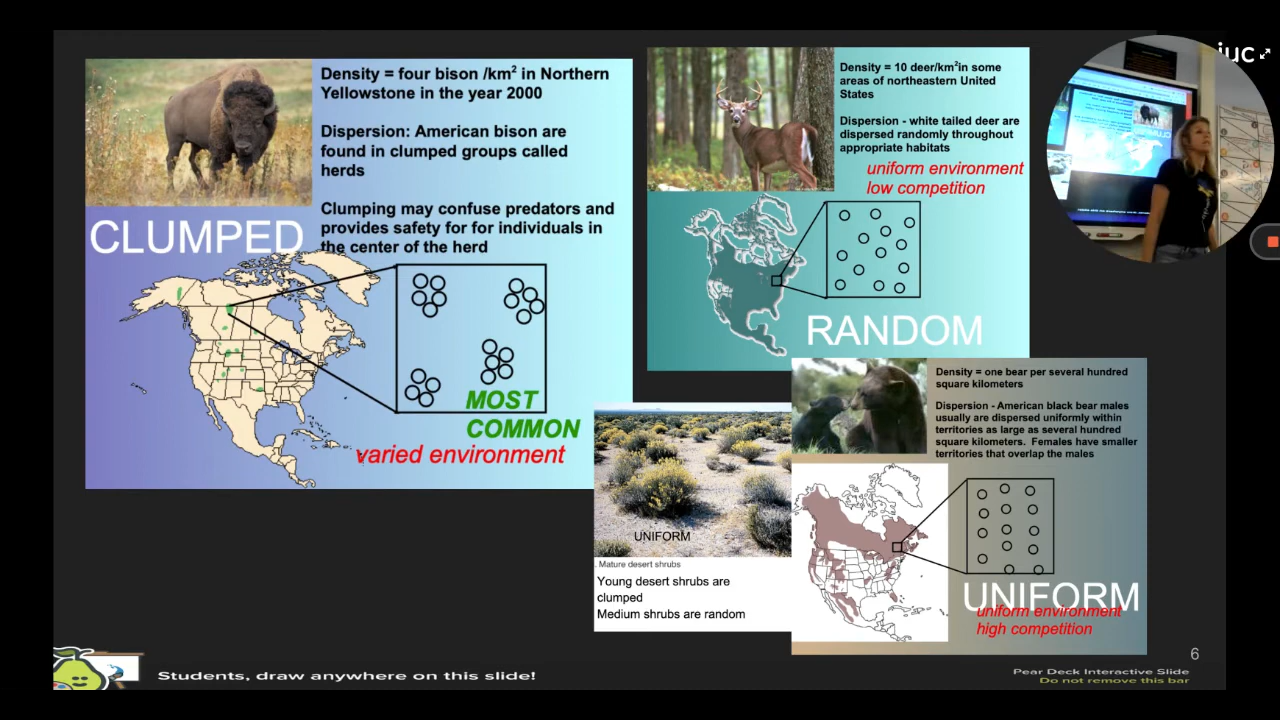 Density = four bison /km² in Northern
Yellowstone in the year 2000
Dispersion: American bison are
found in clumped groups called
herds
Clumping may confuse predators and
provides safety for for individuals in
the center of the herd
CLUMPED
MOST
COMMON
varied environment
Density = 10 deer/km²in some
areas of northeastern United
States
Dispersion - white tailed deer are
dispersed randomly throughout
appropriate habitats
uniform environment
low competition
RANDOM
UNIFORM
. Mature desert shrubs
Young desert shrubs are
clumped
Medium shrubs are random
Density = one bear per several hundred
square kilometers
Dispersion - American black bear males
usually are dispersed uniformly within
territories as large as several hundred
square kilometers. Females have smaller
territories that overlap the males
UNIFORM
uniform environment
high competition
6
Students, draw anywhere on this slide!
Pear Deck Interactive Slide
Do not remove this bar